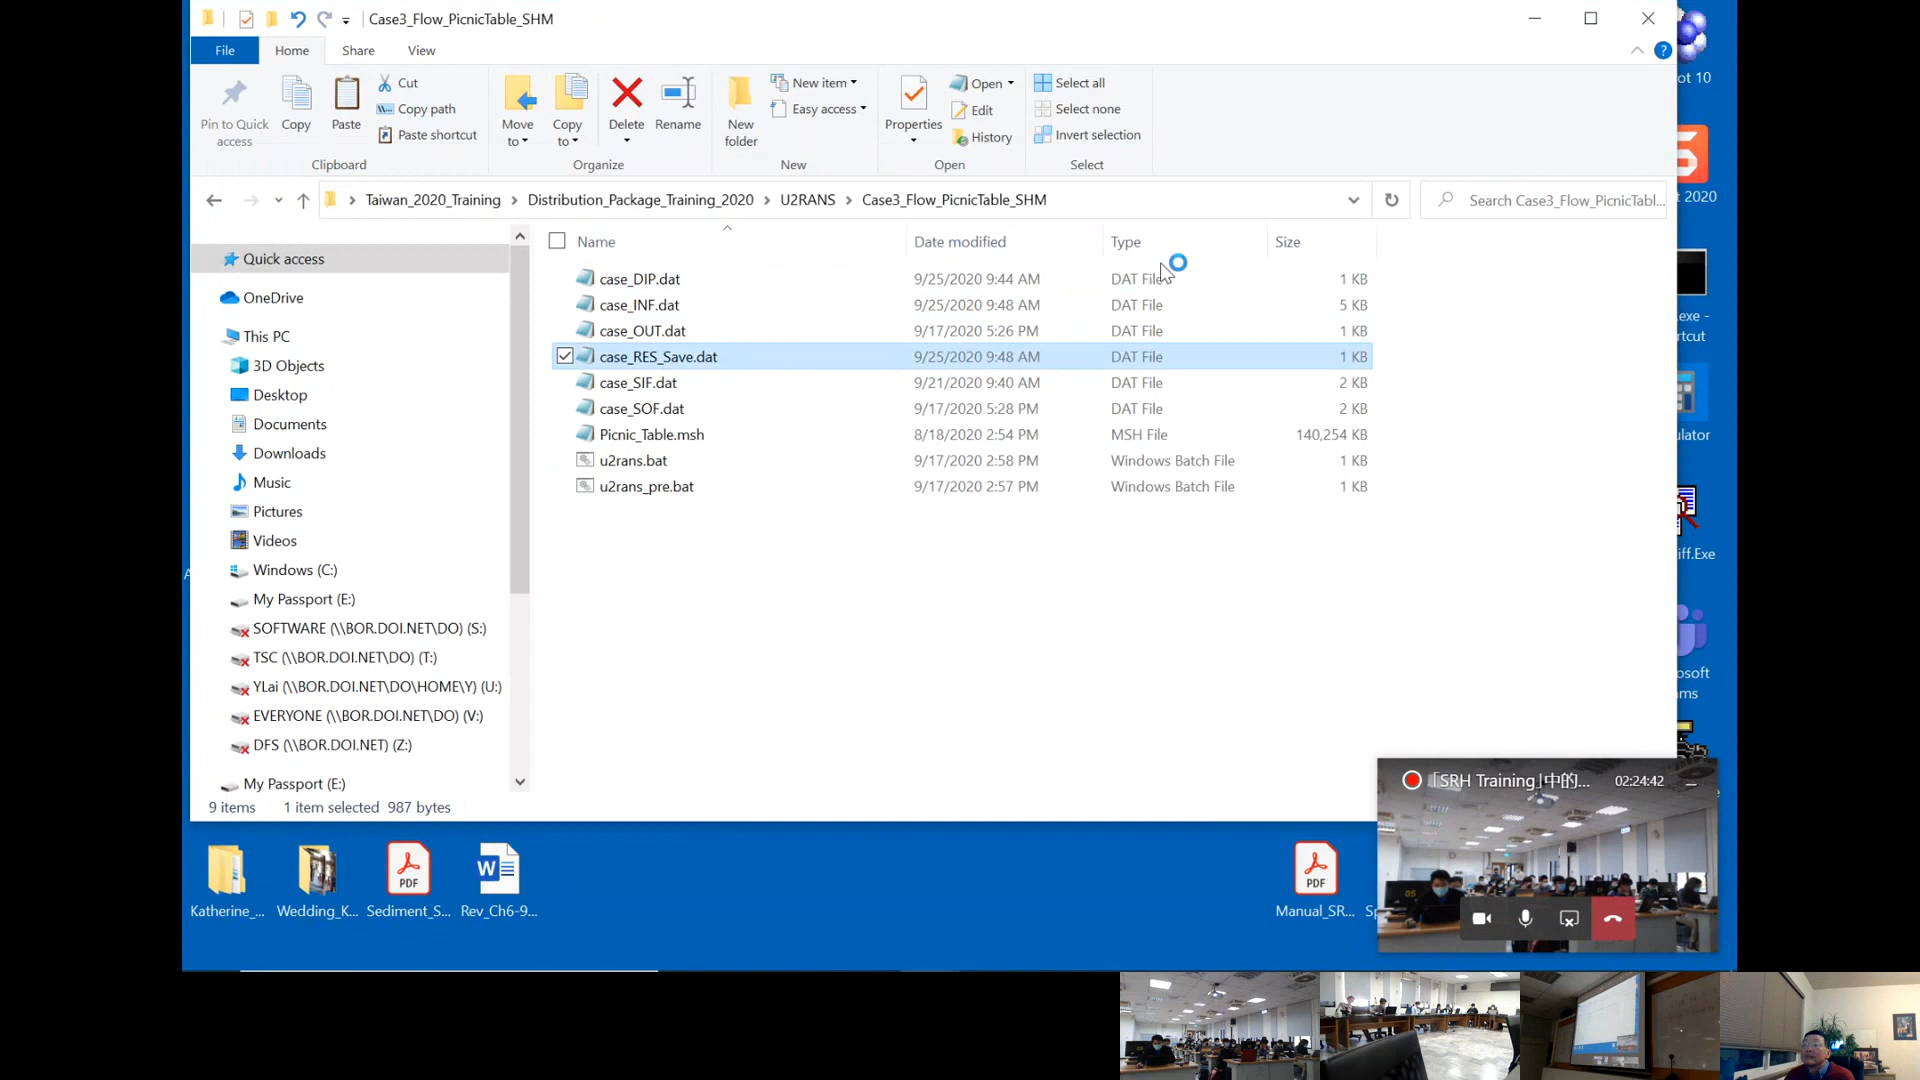 Case3_Flow_PicnicTable_SHM
File Home Share View
Pin to Quick access
Copy
Paste
Cut
Copy path
Paste shortcut
Clipboard
Move to
Copy to
Delete
Rename
Organize
New folder
New item
Easy access
New
Properties
Open
Edit
History
Open
Select all
Select none
Invert selection
Select
Taiwan_2020_Training > Distribution_Package_Training_2020 > U2RANS > Case3_Flow_PicnicTable_SHM
Search Case3_Flow_PicnicTabl...
Name Date modified Type Size
case_DIP.dat 9/25/2020 9:44 AM DAT File 1 KB
case_INF.dat 9/25/2020 9:48 AM DAT File 5 KB
case_OUT.dat 9/17/2020 5:26 PM DAT File 1 KB
case_RES_Save.dat 9/25/2020 9:48 AM DAT File 1 KB
case_SIF.dat 9/21/2020 9:40 AM DAT File 2 KB
case_SOF.dat 9/17/2020 5:28 PM DAT File 2 KB
Picnic_Table.msh 8/18/2020 2:54 PM MSH File 140,254 KB
u2rans.bat 9/17/2020 2:58 PM Windows Batch File 1 KB
u2rans_pre.bat 9/17/2020 2:57 PM Windows Batch File 1 KB
Quick access
OneDrive
This PC
3D Objects
Desktop
Documents
Downloads
Music
Pictures
Videos
Windows (C:)
My Passport (E:)
SOFTWARE (\\BOR.DOI.NET\DO) (S:)
TSC (\\BOR.DOI.NET\DO) (T:)
YLai (\\BOR.DOI.NET\DO\HOME\Y) (U:)
EVERYONE (\\BOR.DOI.NET\DO) (V:)
DFS (\\BOR.DOI.NET) (Z:)
My Passport (E:)
9 items 1 item selected 987 bytes
ot 10
t 2020
.exe -
rtcut
ulator
iff.Exe
osoft
ms
「SRH Training」中的... 02:24:42
Katherine_...
Wedding_K...
PDF
Sediment_S...
Rev_Ch6-9...
PDF
Manual_SR...
Sp